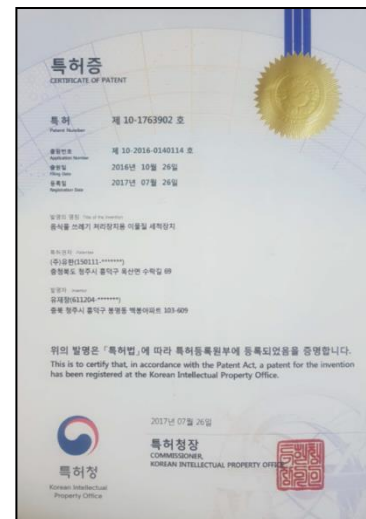 특허증
CERTIFICATE OF PATENT
특 허
Patent Number
제 10-1763902 호
출원번호
Application Number
제 10-2016-0140114 호
출원일
Filing Date
2016년 10월 26일
등록일
Registration Date
2017년 07월 26일
발명의 명칭 Title of the Invention
음식물 쓰레기 처리장치용 이물질 세척장치
특허권자 Patentee
(주)유한(150111-*******)
충청북도 청주시 흥덕구 옥산면 수락길 69
발명자 Inventor
유재창(611204-*******)
충북 청주시 흥덕구 봉명동 백봉아파트 103-609
위의 발명은 「특허법」에 따라 특허등록원부에 등록되었음을 증명합니다.
This is to certify that, in accordance with the Patent Act, a patent for the invention
has been registered at the Korean Intellectual Property Office.
2017년 07월 26일
특허청장
COMMISSIONER,
KOREAN INTELLECTUAL PROPERTY OFFICE
특허청
Korean Intellectual
Property Office